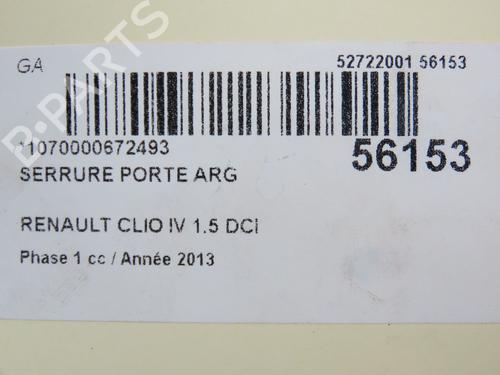 GA
52722001 56153
*11070000672493
56153
SERRURE PORTE ARG
RENAULT CLIO IV 1.5 DCI
Phase 1 cc / Année 2013
B-PARTS